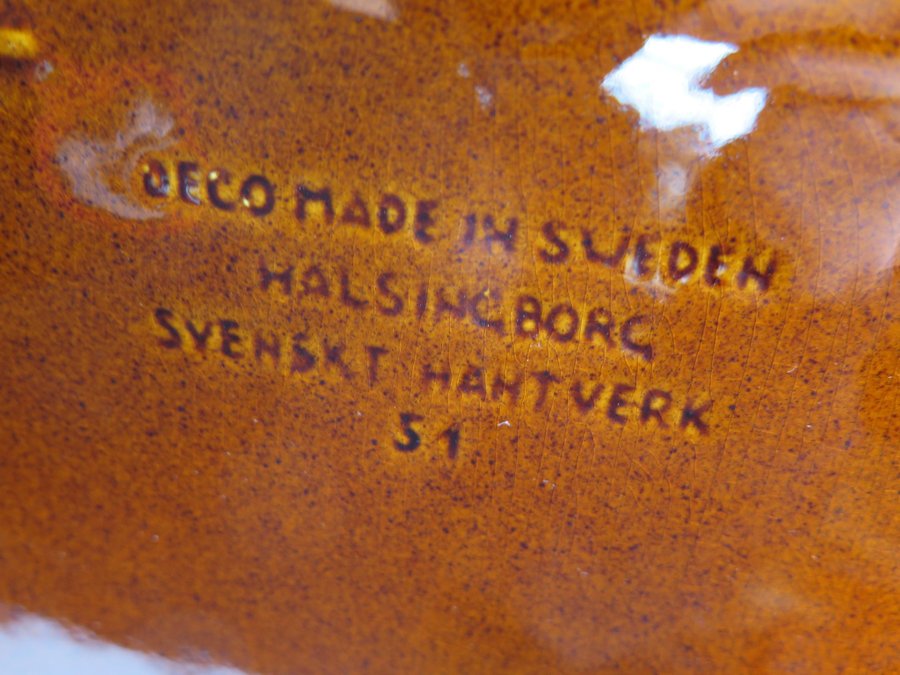 DECO MADE IN SWEDEN
HALSINGBORG
SVENSKT HANTVERK
51